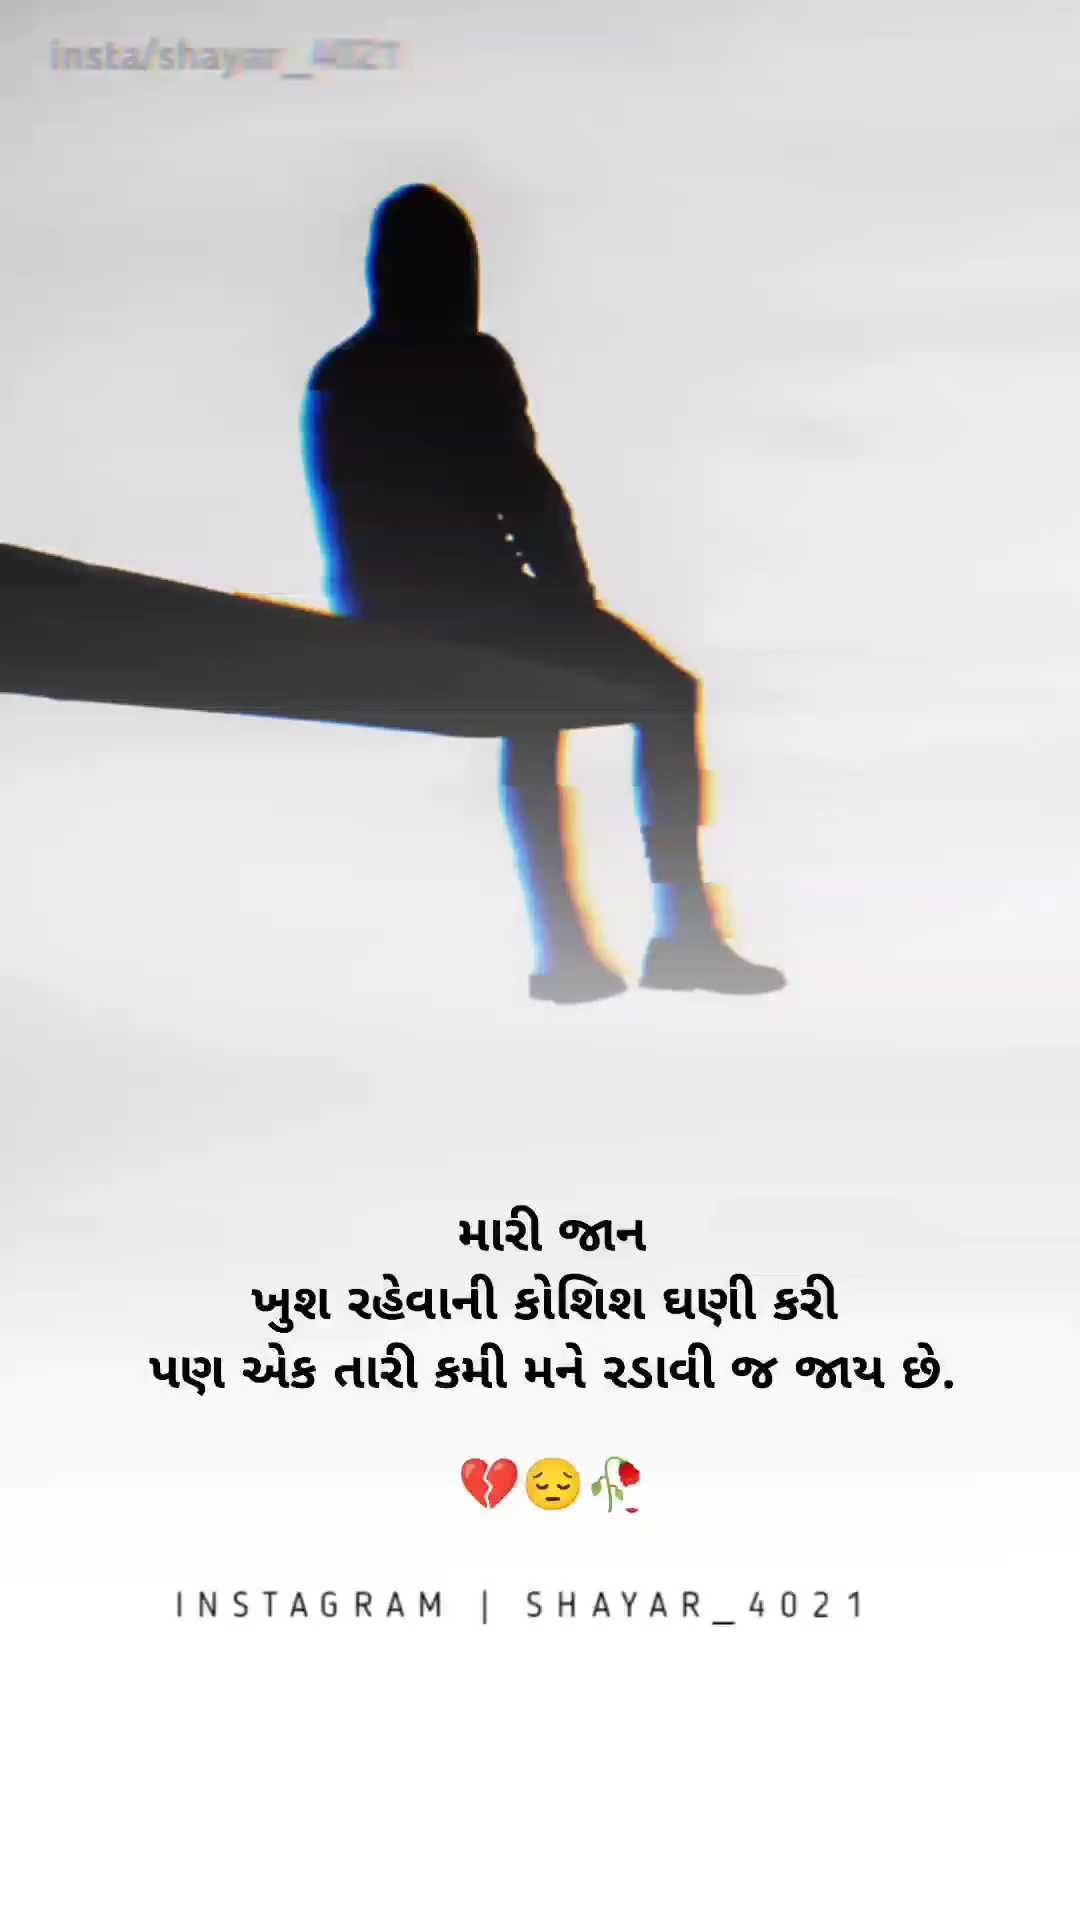 insta/shayar_4021
મારી જાન
ખુશ રહેવાની કોશિશ ઘણી કરી
પણ એક તારી કમી મને રડાવી જ જાય છે.
💔😔🥀
INSTAGRAM | SHAYAR_4021